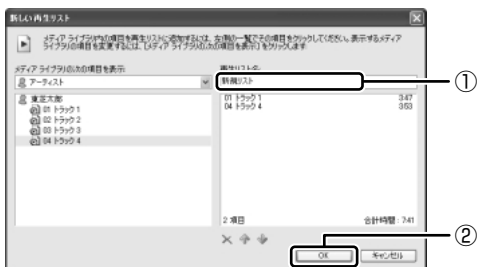 新しい再生リスト
メディア ライブラリ内の項目を再生リストに追加するには、左側の一覧でその項目をクリックしてください。表示するメディア
ライブラリの項目を変更するには、[メディア ライブラリの次の項目を表示] をクリックします
メディア ライブラリの次の項目を表示:
アーティスト
東芝太郎
01 トラック 1
02 トラック 2
03 トラック 3
04 トラック 4
再生リスト名:
新規リスト
①
01 トラック 1 3:47
04 トラック 4 3:53
2 項目 合計時間 : 7:41
②
OK キャンセル